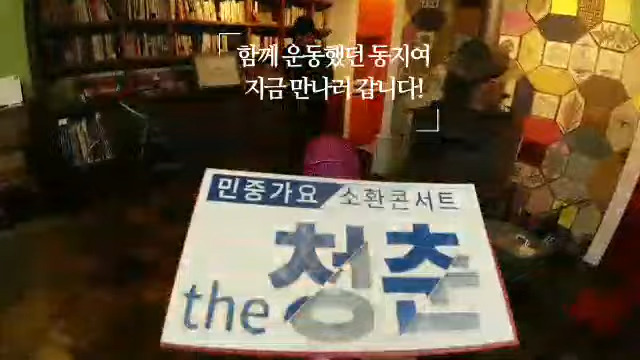 「함께 운동했던 동지여
지금 만나러 갑니다!」
민중가요 소환콘서트
the 청춘